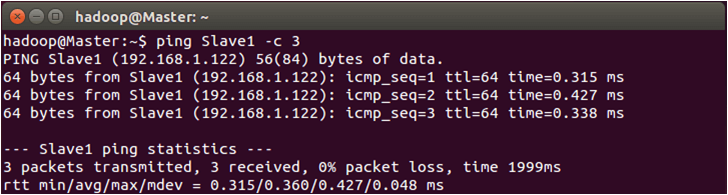 hadoop@Master: ~
hadoop@Master:~$ ping Slave1 -c 3
PING Slave1 (192.168.1.122) 56(84) bytes of data.
64 bytes from Slave1 (192.168.1.122): icmp_seq=1 ttl=64 time=0.315 ms
64 bytes from Slave1 (192.168.1.122): icmp_seq=2 ttl=64 time=0.427 ms
64 bytes from Slave1 (192.168.1.122): icmp_seq=3 ttl=64 time=0.338 ms
--- Slave1 ping statistics ---
3 packets transmitted, 3 received, 0% packet loss, time 1999ms
rtt min/avg/max/mdev = 0.315/0.360/0.427/0.048 ms